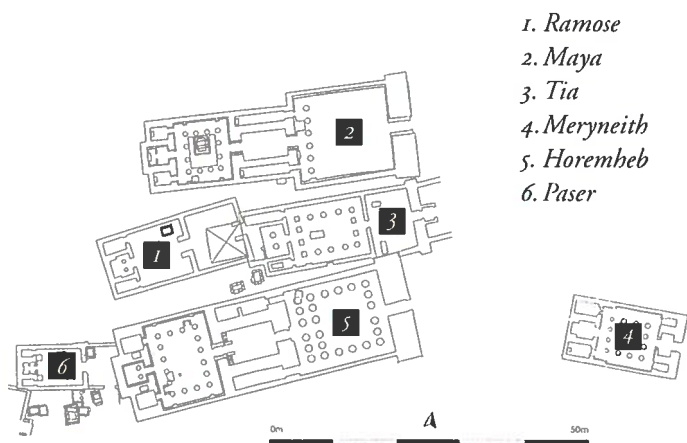 1. Ramose
2. Maya
3. Tia
4. Meryneith
5. Horemheb
6. Paser
2
3
1
5
4
6
0m
50m